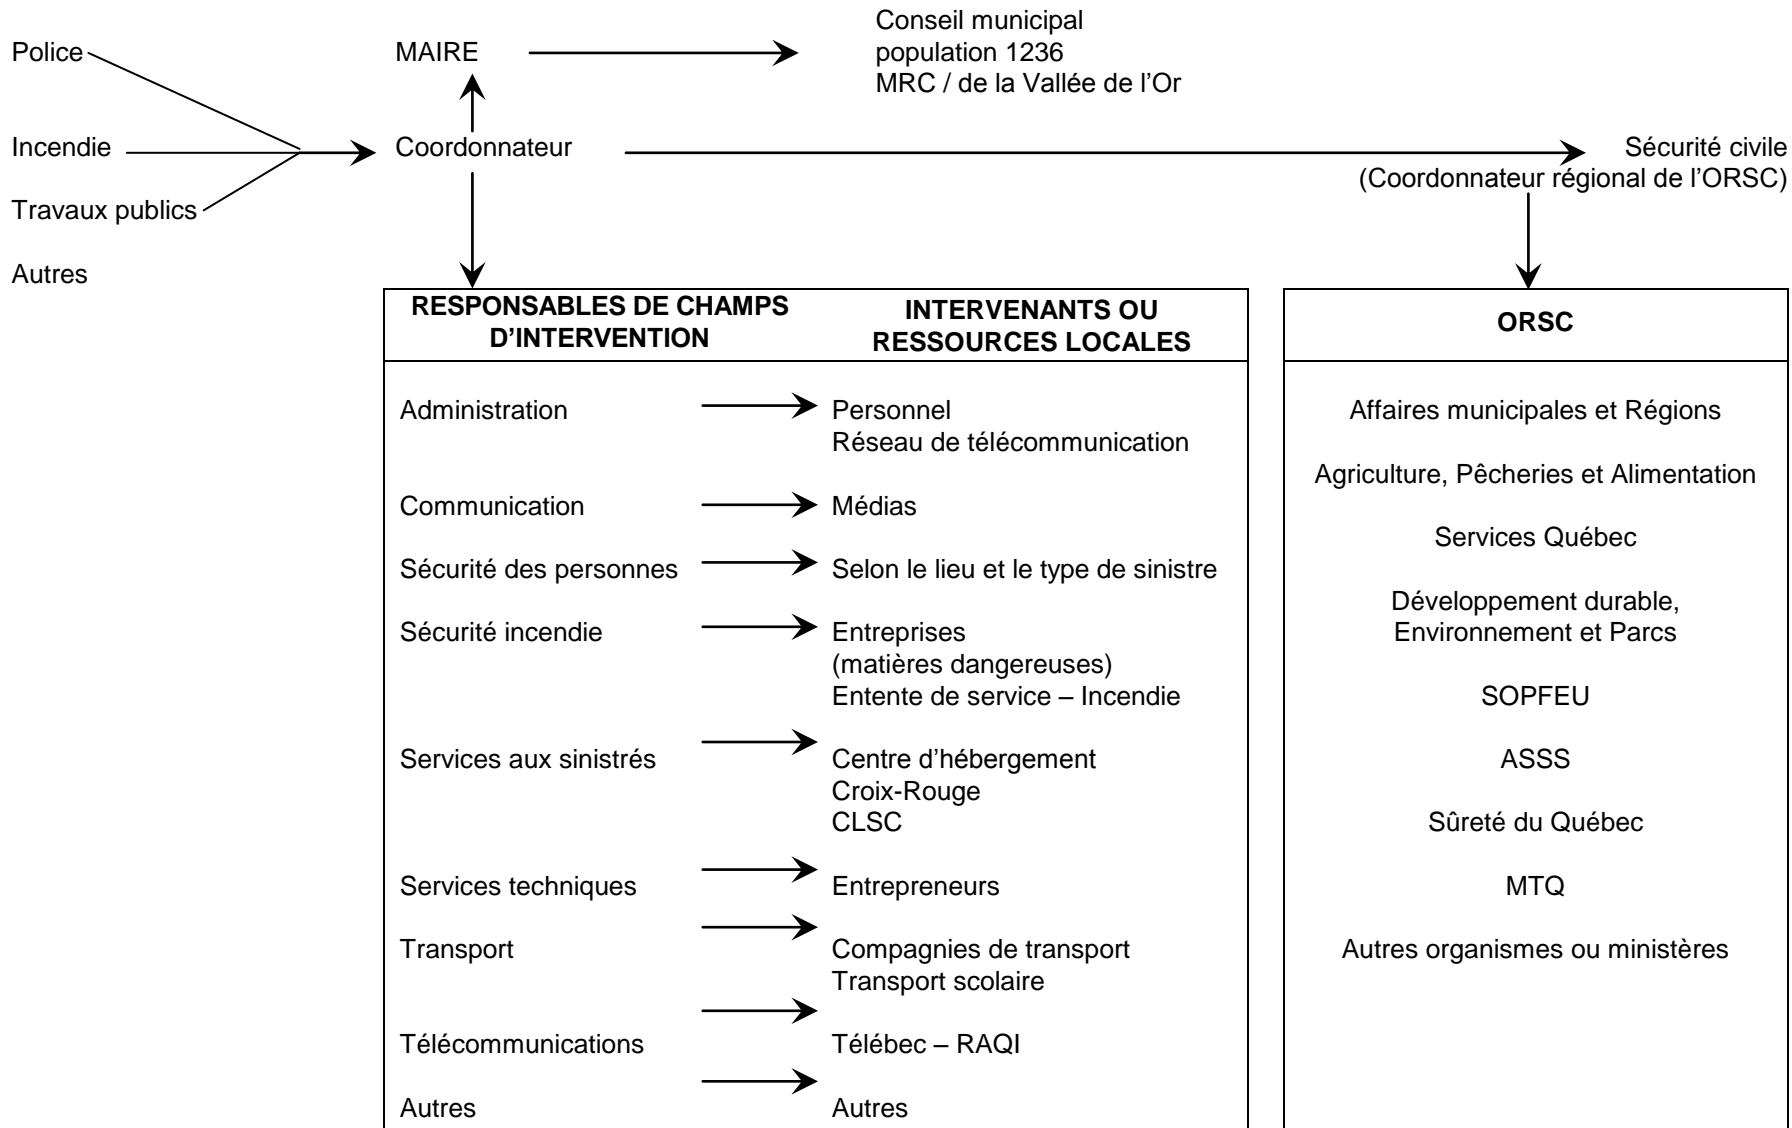 Conseil municipal
Police
MAIRE
population 1236
MRC / de la Vallée de l’Or
Incendie
Coordonnateur
Sécurité civile
(Coordonnateur régional de l’ORSC)
Travaux publics
Autres
RESPONSABLES DE CHAMPS
D’INTERVENTION
INTERVENANTS OU
RESSOURCES LOCALES
Administration
Personnel
Réseau de télécommunication
Communication
Médias
Sécurité des personnes
Selon le lieu et le type de sinistre
Sécurité incendie
Entreprises
(matières dangereuses)
Entente de service – Incendie
Services aux sinistrés
Centre d’hébergement
Croix-Rouge
CLSC
Services techniques
Entrepreneurs
Transport
Compagnies de transport
Transport scolaire
Télécommunications
Télébec – RAQI
Autres
Autres
ORSC
Affaires municipales et Régions
Agriculture, Pêcheries et Alimentation
Services Québec
Développement durable,
Environnement et Parcs
SOPFEU
ASSS
Sûreté du Québec
MTQ
Autres organismes ou ministères